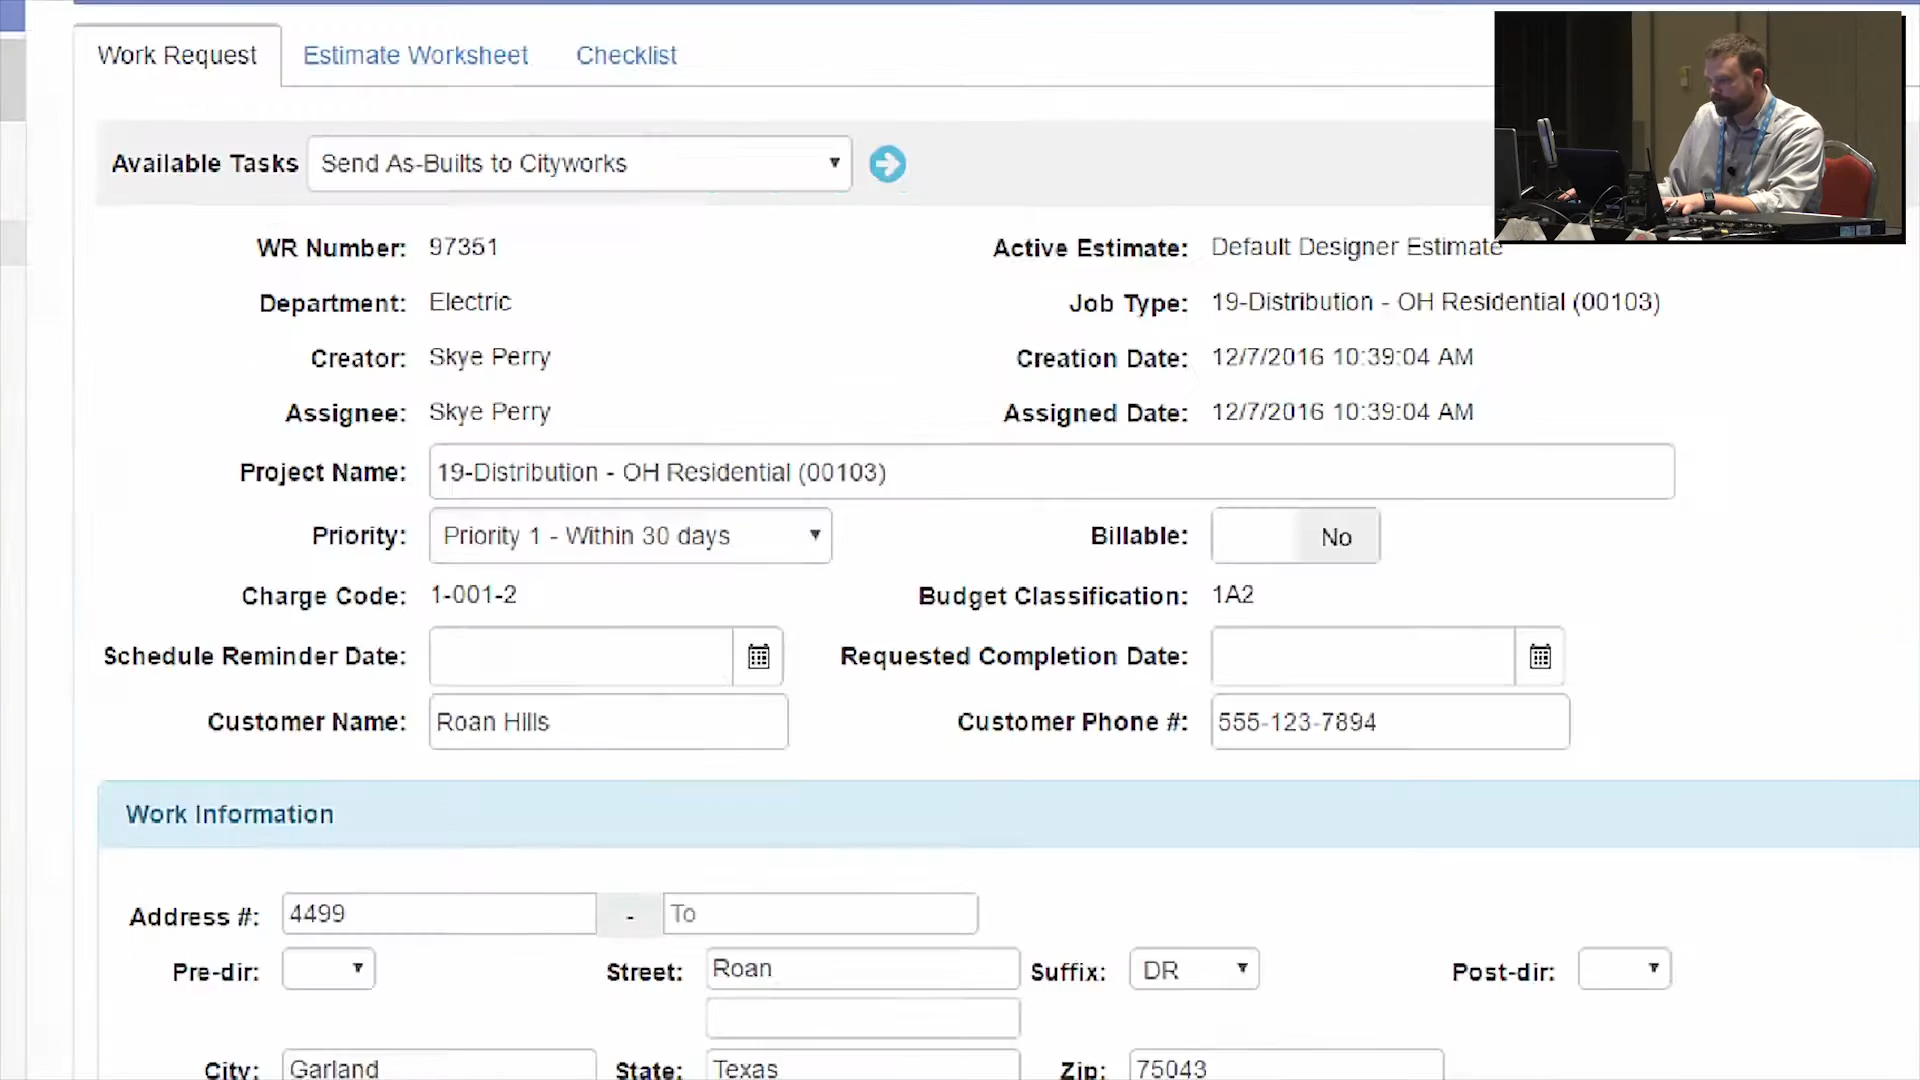 Work Request Estimate Worksheet Checklist
Available Tasks Send As-Builts to Cityworks
WR Number: 97351 Active Estimate: Default Designer Estimate
Department: Electric Job Type: 19-Distribution - OH Residential (00103)
Creator: Skye Perry Creation Date: 12/7/2016 10:39:04 AM
Assignee: Skye Perry Assigned Date: 12/7/2016 10:39:04 AM
Project Name: 19-Distribution - OH Residential (00103)
Priority: Priority 1 - Within 30 days Billable: No
Charge Code: 1-001-2 Budget Classification: 1A2
Schedule Reminder Date: Requested Completion Date:
Customer Name: Roan Hills Customer Phone #: 555-123-7894
Work Information
Address #: 4499 - To
Pre-dir: Street: Roan Suffix: DR Post-dir:
City: Garland State: Texas Zip: 75043